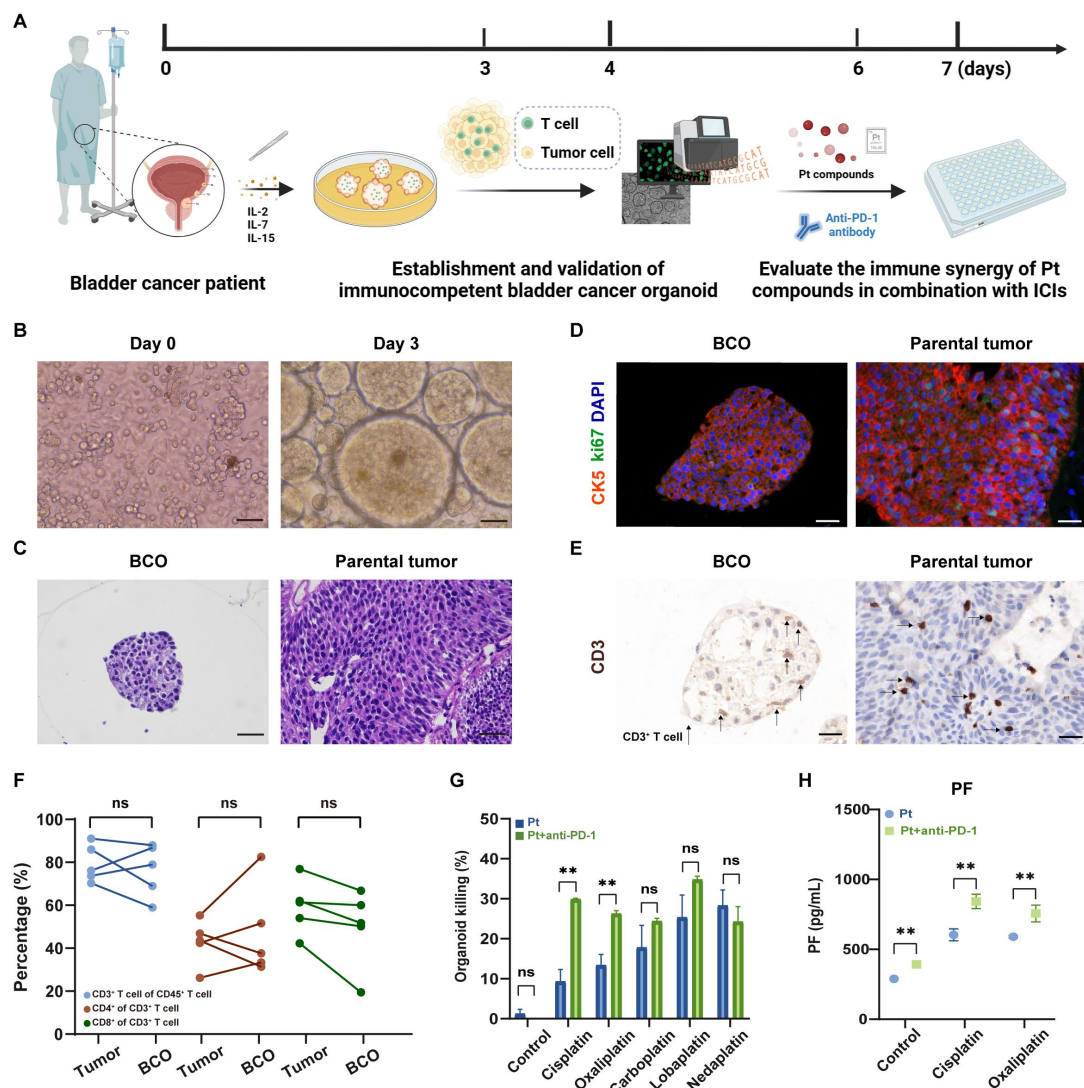 A
0 3 4 6 7 (days)
T cell
Tumor cell
Pt
Pt compounds
IL-2
IL-7
IL-15
Anti-PD-1
antibody
Bladder cancer patient
Establishment and validation of
immunocompetent bladder cancer organoid
Evaluate the immune synergy of Pt
compounds in combination with ICIs
B
Day 0
Day 3
D
BCO
Parental tumor
CK5 ki67 DAPI
C
BCO
Parental tumor
E
BCO
Parental tumor
CD3
CD3⁺ T cell
F
ns
ns
ns
Percentage (%)
100
80
60
40
20
0
CD3⁺ T cell of CD45⁺ T cell
CD4⁺ of CD3⁺ T cell
CD8⁺ of CD3⁺ T cell
Tumor
BCO
Tumor
BCO
Tumor
BCO
G
Pt
Pt+anti-PD-1
Organoid killing (%)
50
40
30
20
10
0
ns
**
**
ns
ns
ns
Control
Cisplatin
Oxaliplatin
Carboplatin
Lobaplatin
Nedaplatin
H
PF
Pt
Pt+anti-PD-1
PF (pg/mL)
1500
1000
500
0
**
**
**
Control
Cisplatin
Oxaliplatin